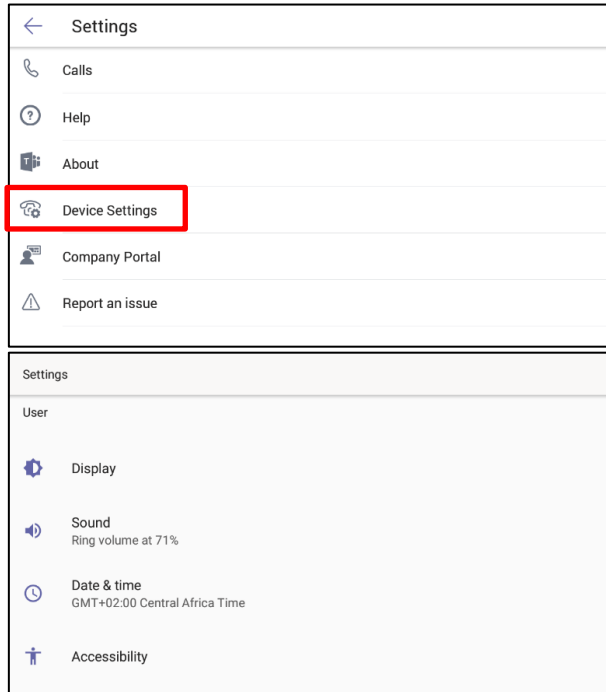 Settings
Calls
Help
About
Device Settings
Company Portal
Report an issue
Settings
User
Display
Sound
Ring volume at 71%
Date & time
GMT+02:00 Central Africa Time
Accessibility